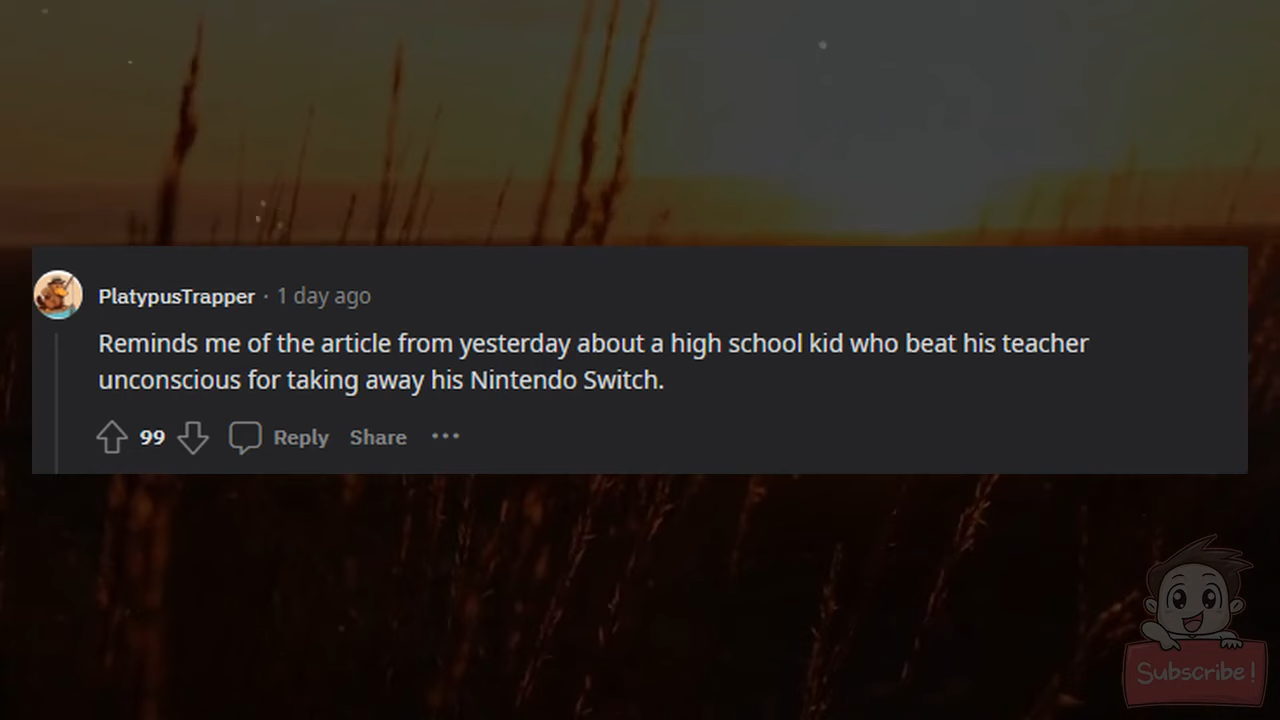 PlatypusTrapper · 1 day ago
Reminds me of the article from yesterday about a high school kid who beat his teacher
unconscious for taking away his Nintendo Switch.
99 Reply Share ···
Subscribe!